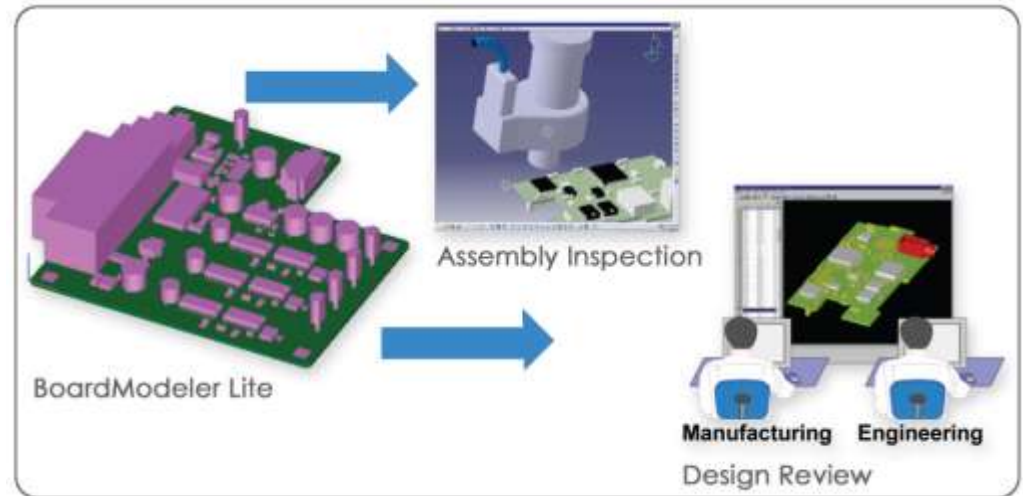 Assembly Inspection
BoardModeler Lite
Manufacturing Engineering
Design Review